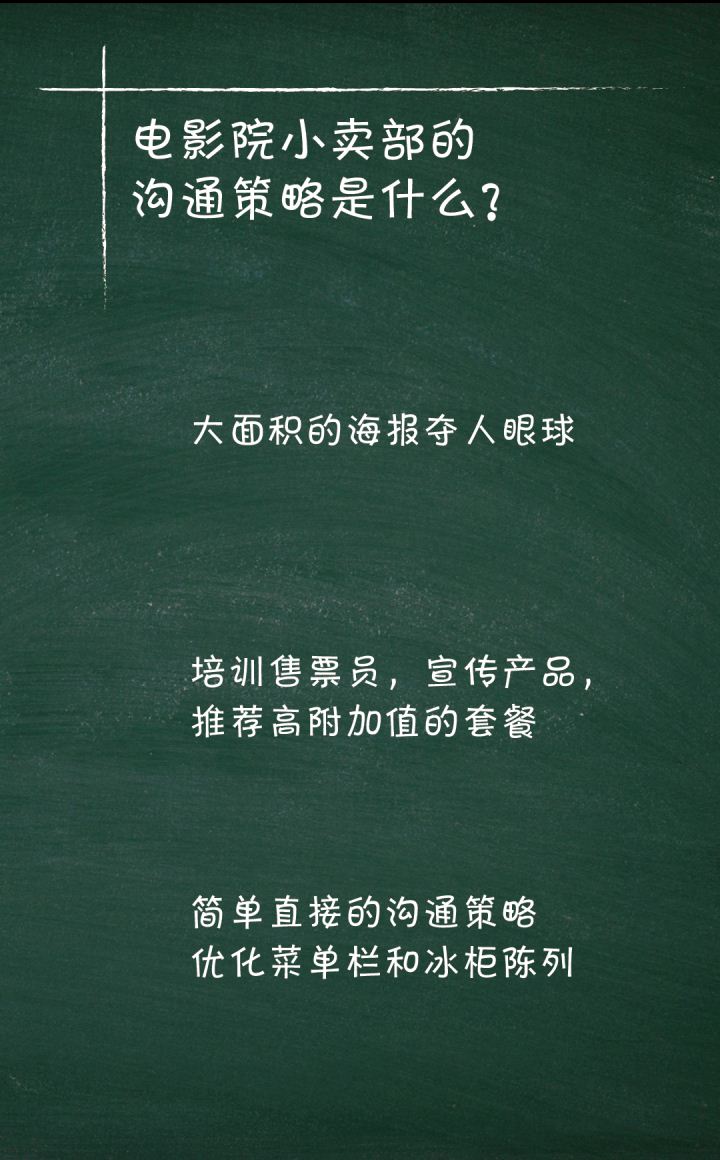 电影院小卖部的
沟通策略是什么?
大面积的海报夺人眼球
培训售票员，宣传产品，
推荐高附加值的套餐
简单直接的沟通策略
优化菜单栏和冰柜陈列